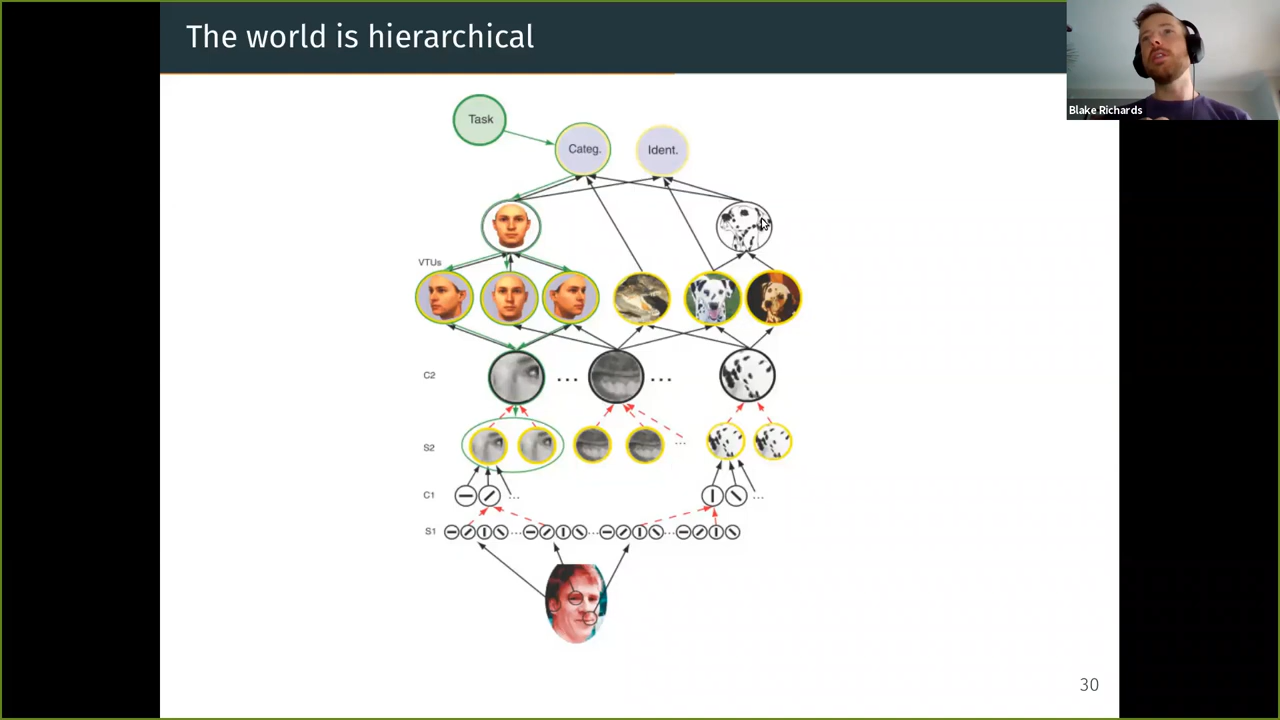 The world is hierarchical
Blake Richards
Task
Categ.
Ident.
VTUs
C2
... ...
S2
...
C1
... ...
S1
... ... ...
30